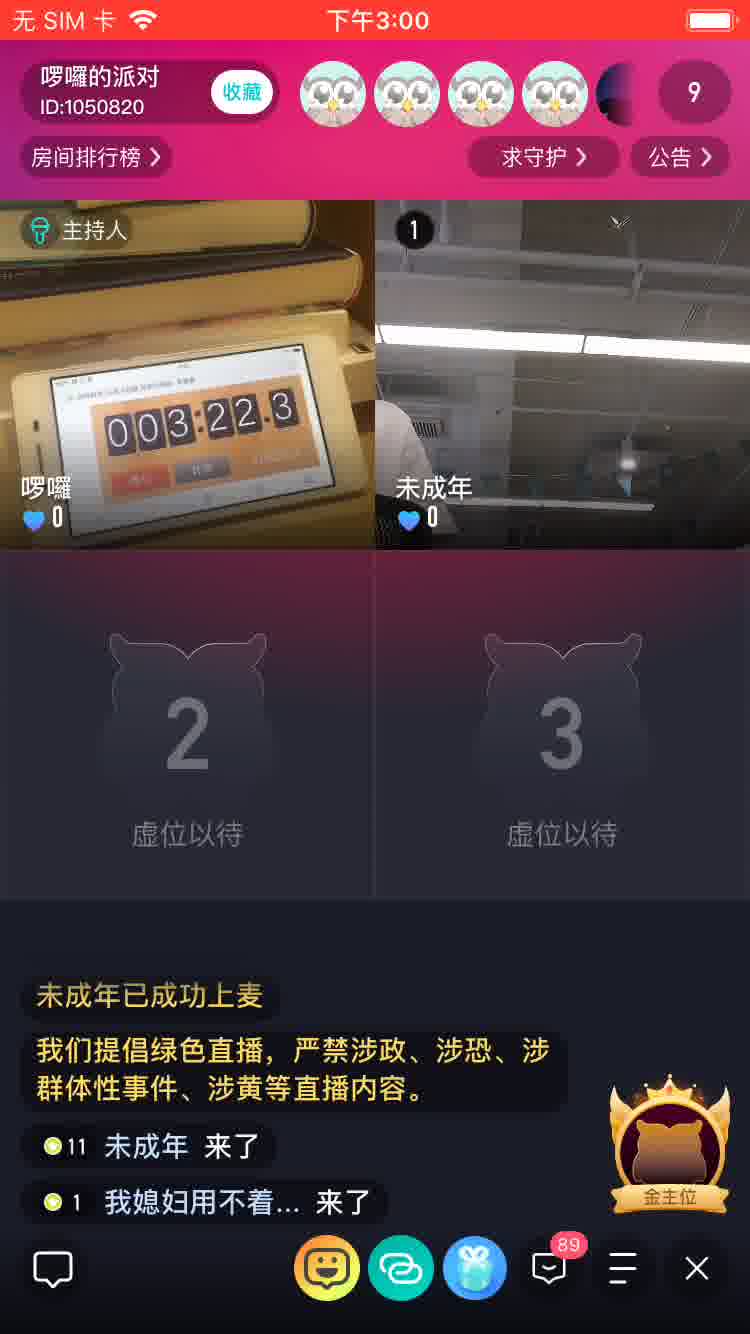 无 SIM 卡
下午3:00
啰囉的派对
ID:1050820
收藏
9
房间排行榜
求守护
公告
主持人
1
003:22.3
啰囉
0
未成年
0
2
虚位以待
3
虚位以待
未成年已成功上麦
我们提倡绿色直播，严禁涉政、涉恐、涉
群体性事件、涉黄等直播内容。
11 未成年 来了
1 我媳妇用不着... 来了
金主位
89